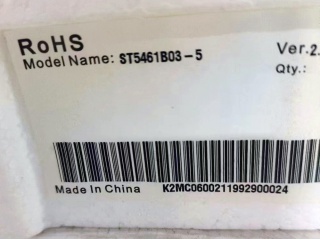 RoHS
Model Name: ST5461B03-5
Ver.2.
Qty.:
Made In China
K2MC0600211992900024